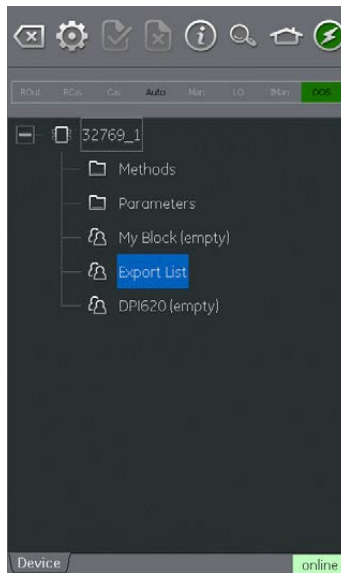 ROut RCas Cas Auto Man LO IMan OOS
32769_1
Methods
Parameters
My Block (empty)
Export List
DPI620 (empty)
Device online